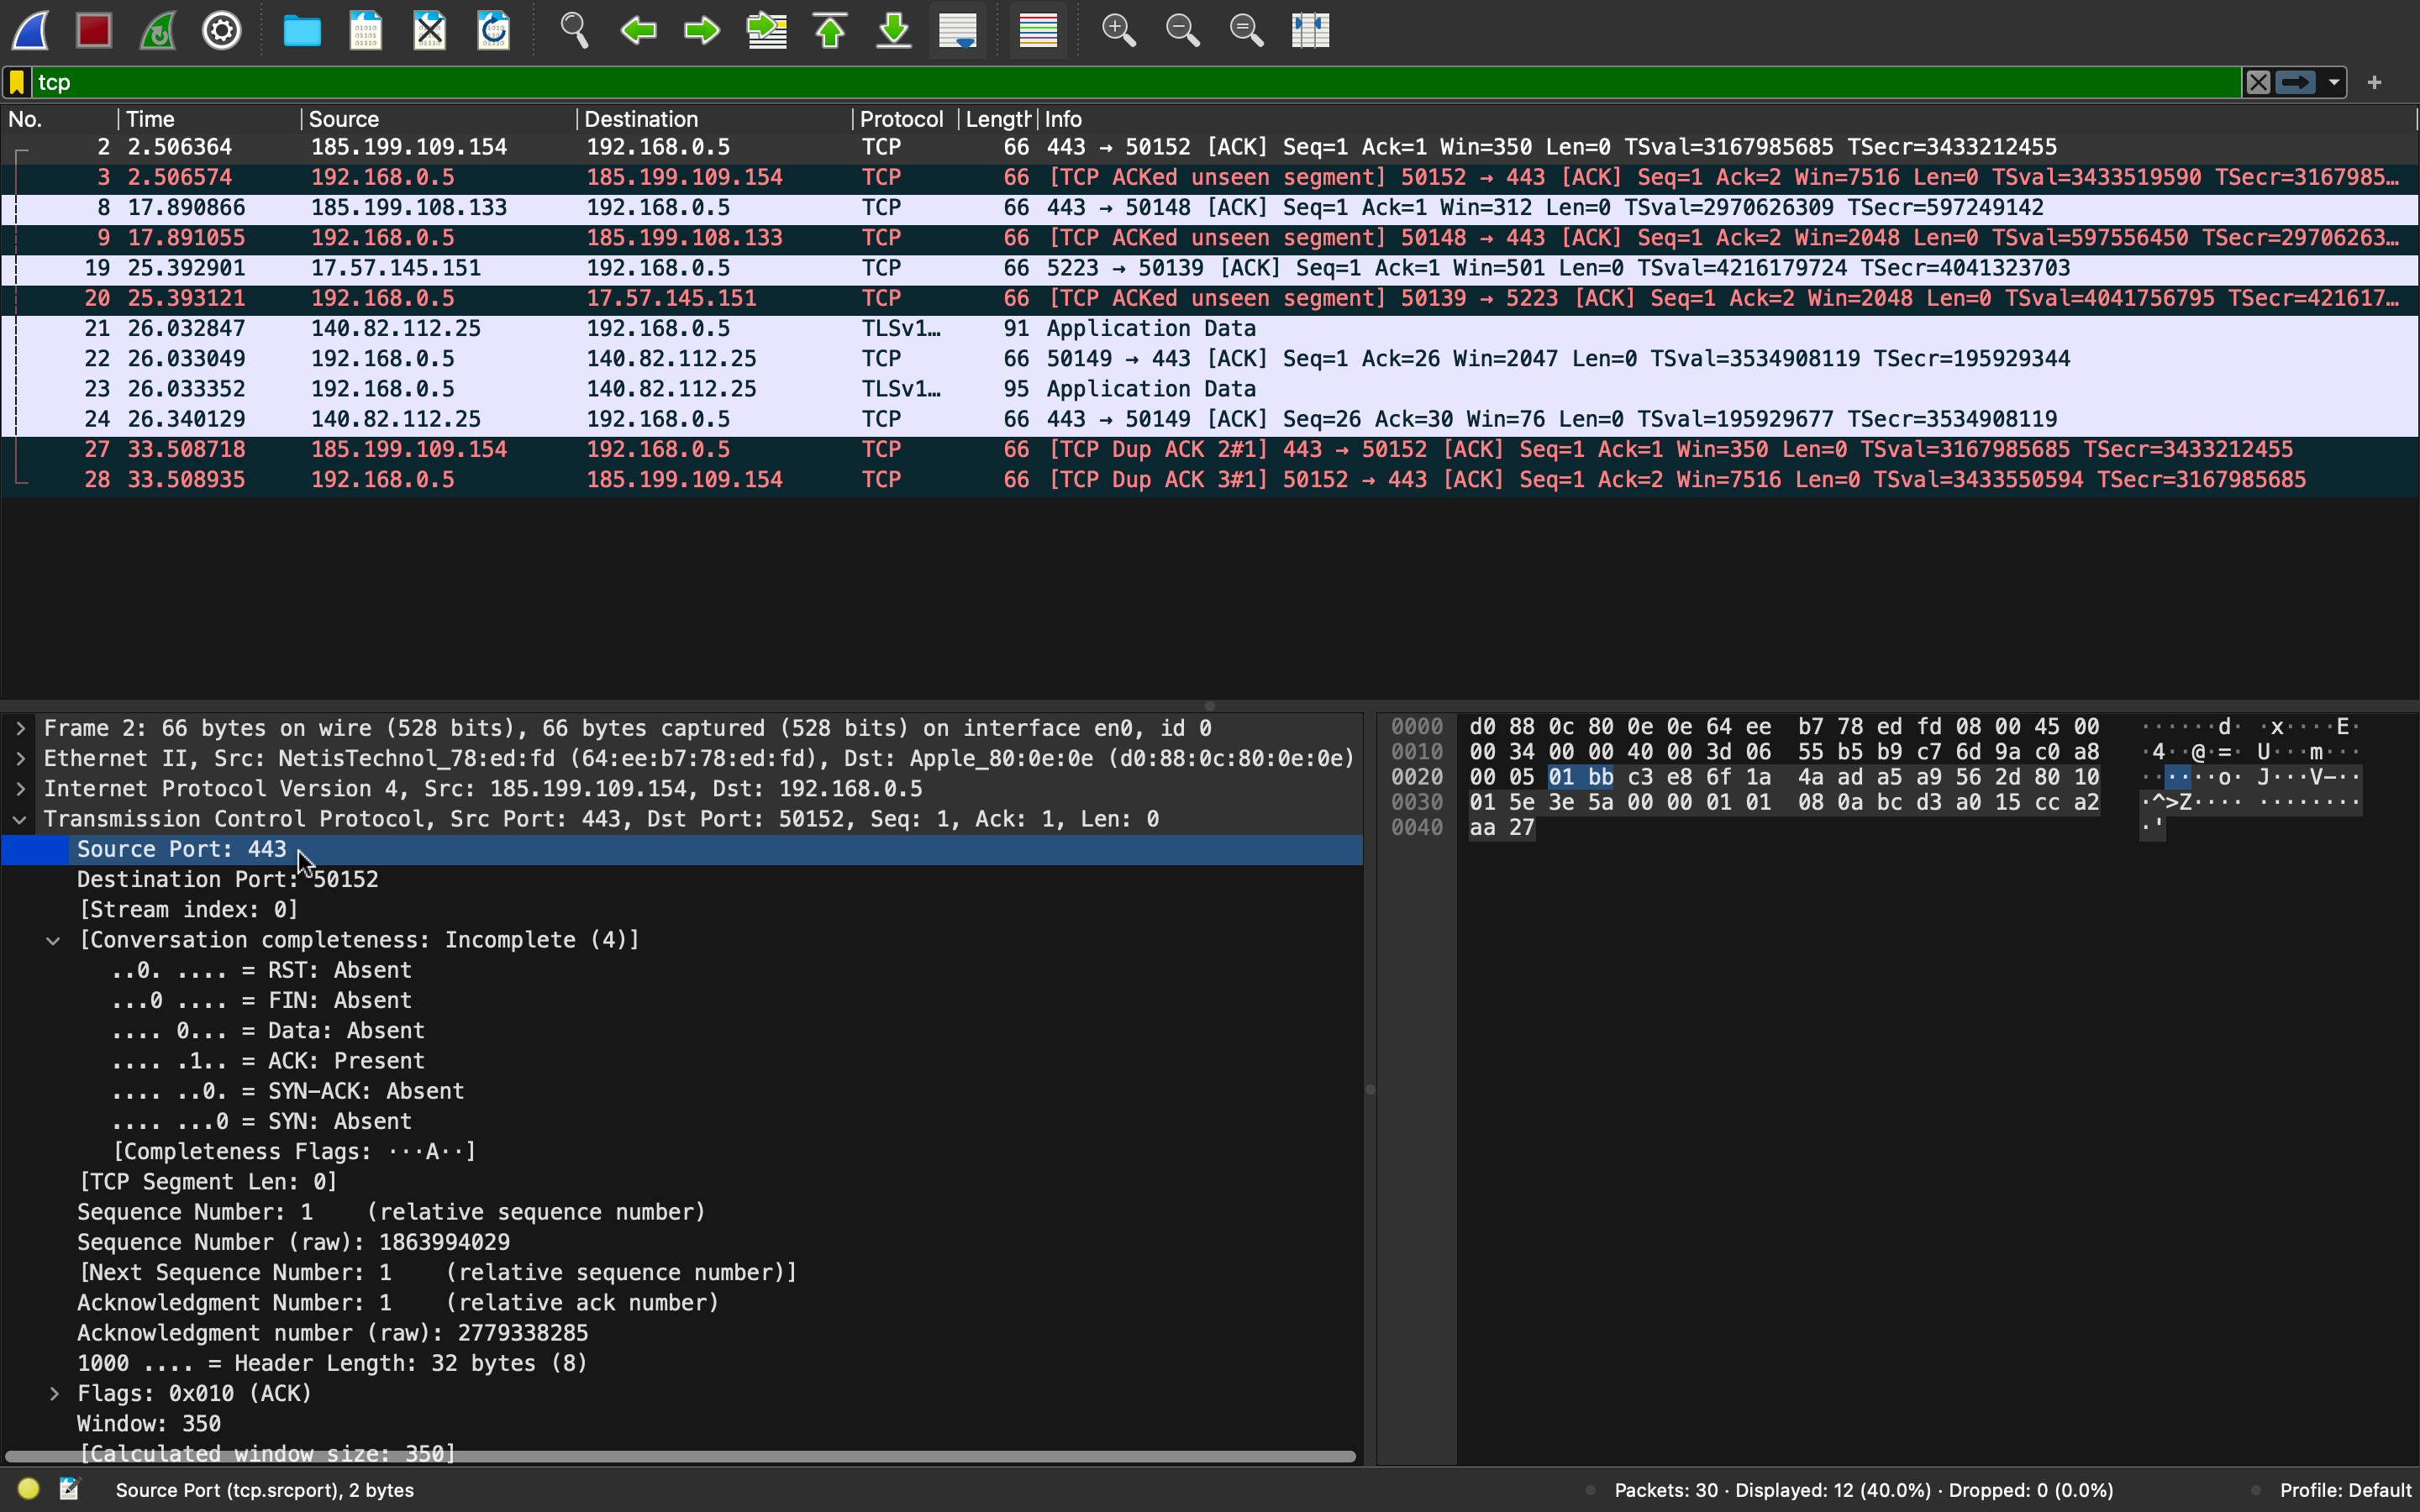 tcp
No. Time Source Destination Protocol Length Info
2 2.506364 185.199.109.154 192.168.0.5 TCP 66 443 → 50152 [ACK] Seq=1 Ack=1 Win=350 Len=0 TSval=3167985685 TSecr=3433212455
3 2.506574 192.168.0.5 185.199.109.154 TCP 66 [TCP ACKed unseen segment] 50152 → 443 [ACK] Seq=1 Ack=2 Win=7516 Len=0 TSval=3433519590 TSecr=3167985…
8 17.890866 185.199.108.133 192.168.0.5 TCP 66 443 → 50148 [ACK] Seq=1 Ack=1 Win=312 Len=0 TSval=2970626309 TSecr=597249142
9 17.891055 192.168.0.5 185.199.108.133 TCP 66 [TCP ACKed unseen segment] 50148 → 443 [ACK] Seq=1 Ack=2 Win=2048 Len=0 TSval=597556450 TSecr=29706263…
19 25.392901 17.57.145.151 192.168.0.5 TCP 66 5223 → 50139 [ACK] Seq=1 Ack=1 Win=501 Len=0 TSval=4216179724 TSecr=4041323703
20 25.393121 192.168.0.5 17.57.145.151 TCP 66 [TCP ACKed unseen segment] 50139 → 5223 [ACK] Seq=1 Ack=2 Win=2048 Len=0 TSval=4041756795 TSecr=421617…
21 26.032847 140.82.112.25 192.168.0.5 TLSv1… 91 Application Data
22 26.033049 192.168.0.5 140.82.112.25 TCP 66 50149 → 443 [ACK] Seq=1 Ack=26 Win=2047 Len=0 TSval=3534908119 TSecr=195929344
23 26.033352 192.168.0.5 140.82.112.25 TLSv1… 95 Application Data
24 26.340129 140.82.112.25 192.168.0.5 TCP 66 443 → 50149 [ACK] Seq=26 Ack=30 Win=76 Len=0 TSval=195929677 TSecr=3534908119
27 33.508718 185.199.109.154 192.168.0.5 TCP 66 [TCP Dup ACK 2#1] 443 → 50152 [ACK] Seq=1 Ack=1 Win=350 Len=0 TSval=3167985685 TSecr=3433212455
28 33.508935 192.168.0.5 185.199.109.154 TCP 66 [TCP Dup ACK 3#1] 50152 → 443 [ACK] Seq=1 Ack=2 Win=7516 Len=0 TSval=3433550594 TSecr=3167985685
Frame 2: 66 bytes on wire (528 bits), 66 bytes captured (528 bits) on interface en0, id 0
Ethernet II, Src: NetisTechnol_78:ed:fd (64:ee:b7:78:ed:fd), Dst: Apple_80:0e:0e (d0:88:0c:80:0e:0e)
Internet Protocol Version 4, Src: 185.199.109.154, Dst: 192.168.0.5
Transmission Control Protocol, Src Port: 443, Dst Port: 50152, Seq: 1, Ack: 1, Len: 0
Source Port: 443
Destination Port: 50152
[Stream index: 0]
[Conversation completeness: Incomplete (4)]
..0. .... = RST: Absent
...0 .... = FIN: Absent
.... 0... = Data: Absent
.... .1.. = ACK: Present
.... ..0. = SYN-ACK: Absent
.... ...0 = SYN: Absent
[Completeness Flags: ···A··]
[TCP Segment Len: 0]
Sequence Number: 1 (relative sequence number)
Sequence Number (raw): 1863994029
[Next Sequence Number: 1 (relative sequence number)]
Acknowledgment Number: 1 (relative ack number)
Acknowledgment number (raw): 2779338285
1000 .... = Header Length: 32 bytes (8)
Flags: 0x010 (ACK)
Window: 350
[Calculated window size: 350]
0000 d0 88 0c 80 0e 0e 64 ee b7 78 ed fd 08 00 45 00 ······d· ·x····E·
0010 00 34 00 00 40 00 3d 06 55 b5 b9 c7 6d 9a c0 a8 ·4··@·=· U···m···
0020 00 05 01 bb c3 e8 6f 1a 4a ad a5 a9 56 2d 80 10 ······o· J···V-··
0030 01 5e 3e 5a 00 00 01 01 08 0a bc d3 a0 15 cc a2 ·^>Z···· ········
0040 aa 27 ·'
Source Port (tcp.srcport), 2 bytes
Packets: 30 · Displayed: 12 (40.0%) · Dropped: 0 (0.0%)
Profile: Default